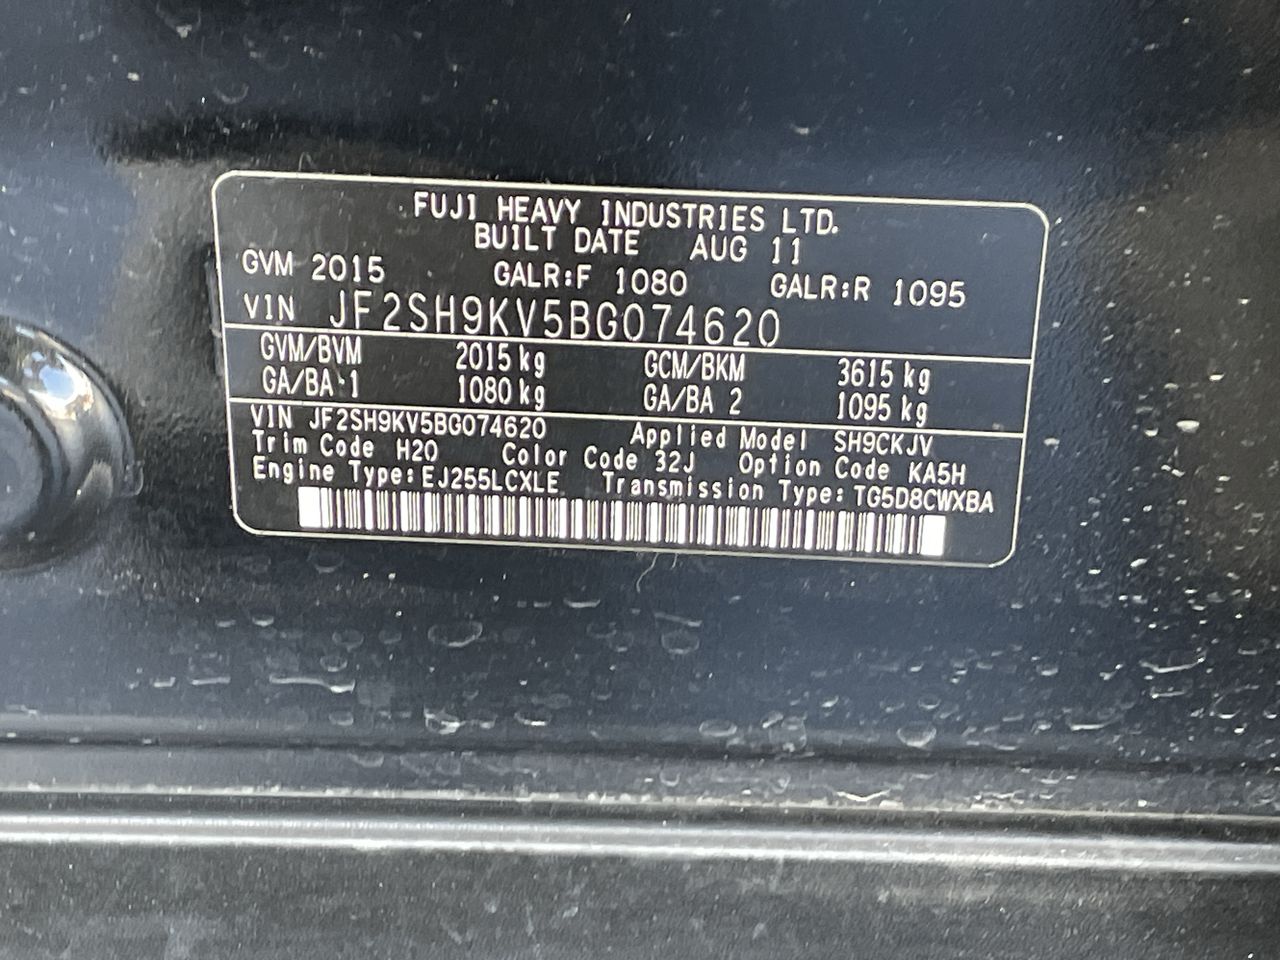 FUJI HEAVY INDUSTRIES LTD.
BUILT DATE AUG 11
GVM 2015 GALR:F 1080 GALR:R 1095
VIN JF2SH9KV5BG074620
GVM/BVM 2015 kg GCM/BKM 3615 kg
GA/BA 1 1080 kg GA/BA 2 1095 kg
VIN JF2SH9KV5BG074620 Applied Model SH9CKJV
Trim Code H20 Color Code 32J Option Code KA5H
Engine Type: EJ255LCXLE Transmission Type: TG5D8CWXBA